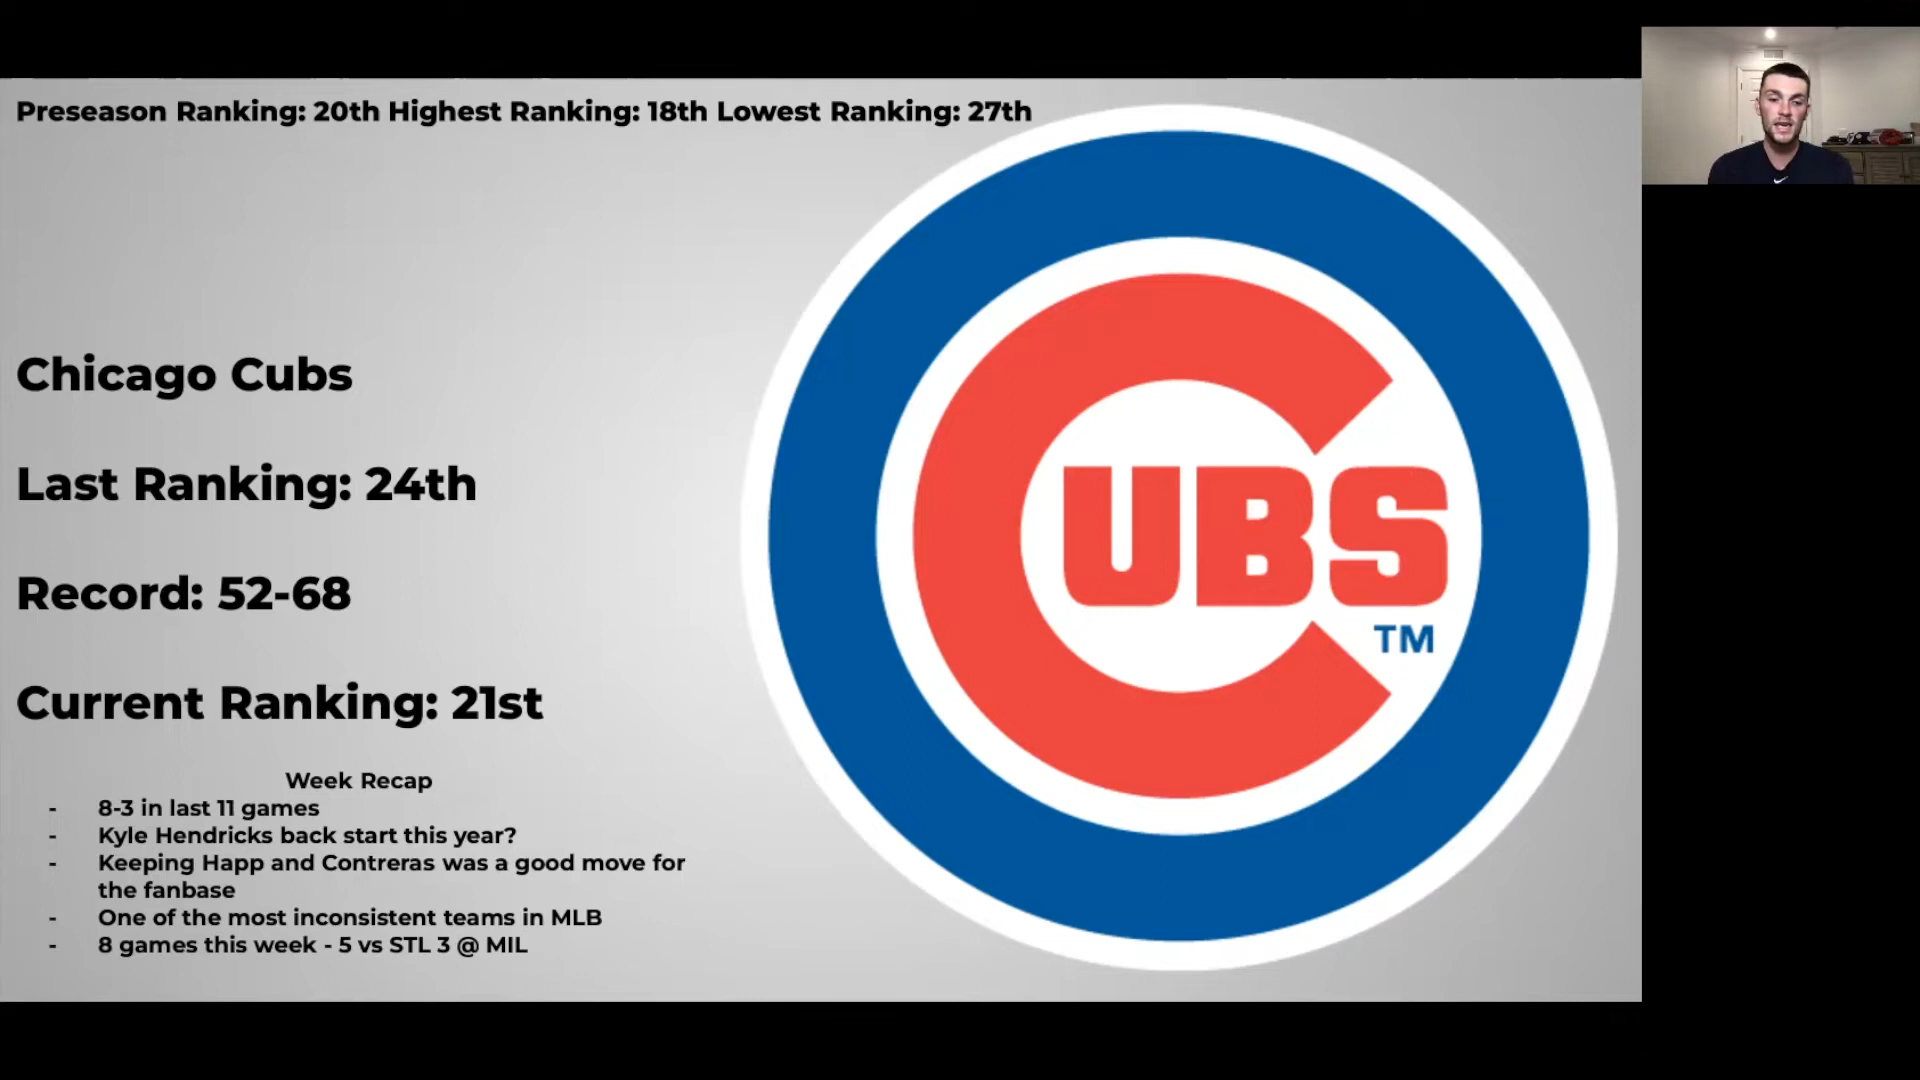 Preseason Ranking: 20th Highest Ranking: 18th Lowest Ranking: 27th
Chicago Cubs
Last Ranking: 24th
Record: 52-68
Current Ranking: 21st
Week Recap
- 8-3 in last 11 games
- Kyle Hendricks back start this year?
- Keeping Happ and Contreras was a good move for
the fanbase
- One of the most inconsistent teams in MLB
- 8 games this week - 5 vs STL 3 @ MIL
CUBS
TM